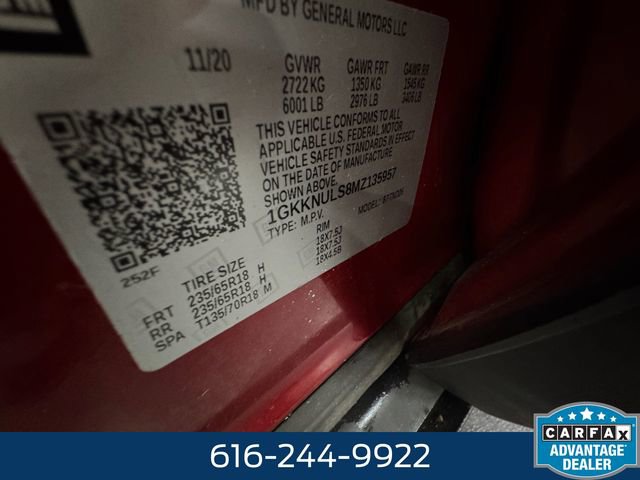 MFD BY GENERAL MOTORS LLC
11/20 GVWR GAWR FRT GAWR RR
2722 KG 1350 KG 1545 KG
6001 LB 2976 LB 3406 LB
THIS VEHICLE CONFORMS TO ALL
APPLICABLE U.S. FEDERAL MOTOR
VEHICLE SAFETY STANDARDS IN EFFECT
ON THE DATE OF MANUFACTURE
SHOWN ABOVE.
1GKKNULS8MZ135957
TYPE: M.P.V. MODEL:
252F
TIRE SIZE RIM
FRT 235/65R18 H 18X7.5J
RR 235/65R18 H 18X7.5J
SPA T135/70R18 M 18X4.5B
616-244-9922
CARFAX
ADVANTAGE
DEALER